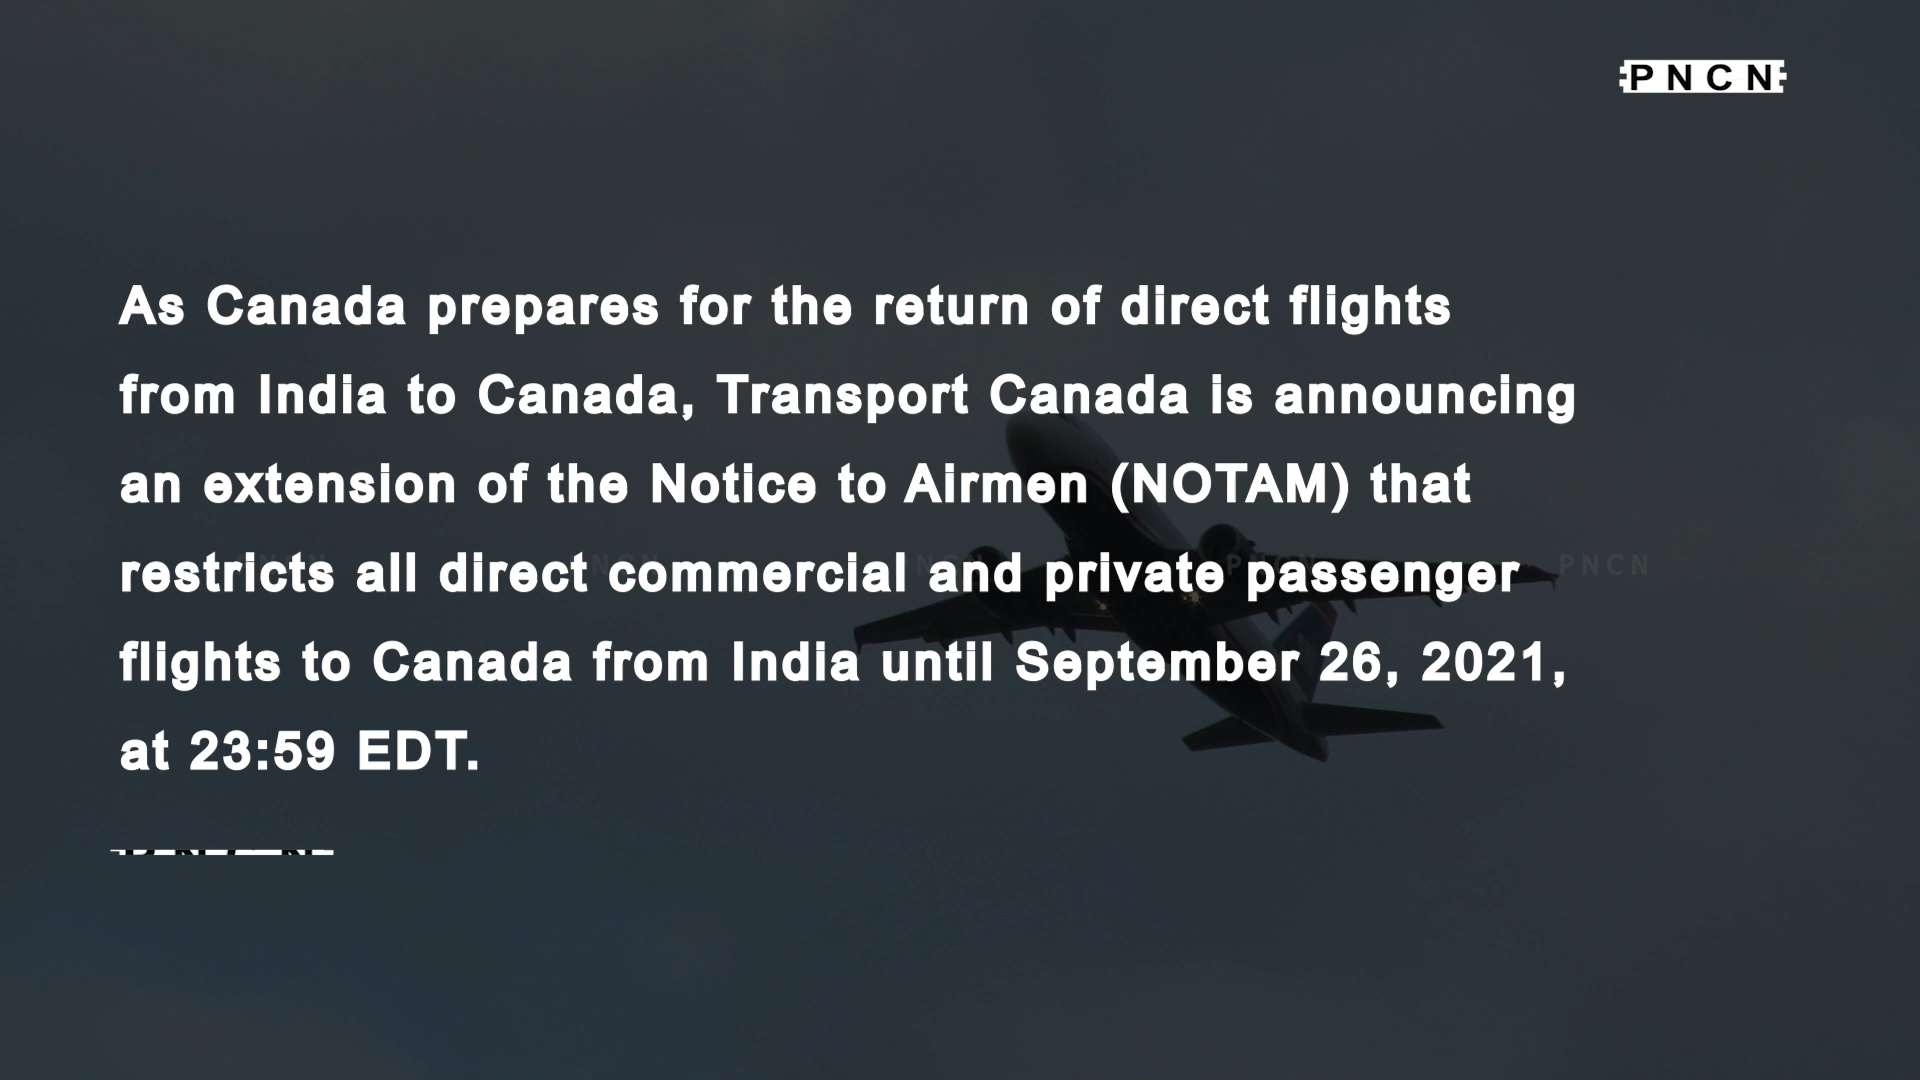 PNCN
As Canada prepares for the return of direct flights
from India to Canada, Transport Canada is announcing
an extension of the Notice to Airmen (NOTAM) that
restricts all direct commercial and private passenger
flights to Canada from India until September 26, 2021,
at 23:59 EDT.
PNCN